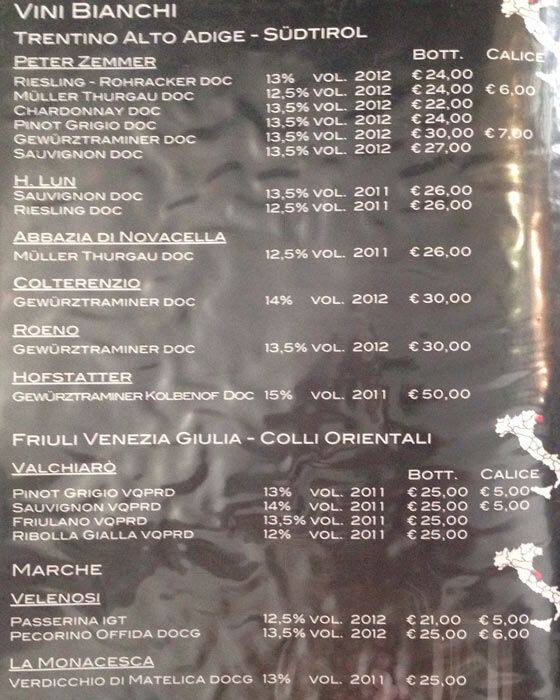 VINI BIANCHI
TRENTINO ALTO ADIGE - SÜDTIROL
BOTT. CALICE
PETER ZEMMER
RIESLING - ROHRACKER DOC 13% VOL. 2012 € 24,00
MÜLLER THURGAU DOC 12,5% VOL. 2012 € 24,00 € 6,00
CHARDONNAY DOC 13,5% VOL. 2012 € 22,00
PINOT GRIGIO DOC 13,5% VOL. 2012 € 24,00
GEWÜRZTRAMINER DOC 13,5% VOL. 2012 € 30,00 € 7,00
SAUVIGNON DOC 13,5% VOL. 2012 € 27,00
H. LUN
SAUVIGNON DOC 13,5% VOL. 2011 € 26,00
RIESLING DOC 12,5% VOL. 2011 € 26,00
ABBAZIA DI NOVACELLA
MÜLLER THURGAU DOC 12,5% VOL. 2011 € 26,00
COLTERENZIO
GEWÜRZTRAMINER DOC 14% VOL. 2012 € 30,00
ROENO
GEWÜRZTRAMINER DOC 13,5% VOL. 2012 € 30,00
HOFSTATTER
GEWÜRZTRAMINER KOLBENOF DOC 15% VOL. 2011 € 50,00
FRIULI VENEZIA GIULIA - COLLI ORIENTALI
VALCHIARÒ
BOTT. CALICE
PINOT GRIGIO VQPRD 13% VOL. 2011 € 25,00 € 5,00
SAUVIGNON VQPRD 14% VOL. 2011 € 25,00 € 5,00
FRIULANO VQPRD 13,5% VOL. 2011 € 25,00
RIBOLLA GIALLA VQPRD 12% VOL. 2011 € 25,00
MARCHE
VELENOSI
PASSERINA IGT 12,5% VOL. 2012 € 21,00 € 5,00
PECORINO OFFIDA DOCG 13,5% VOL. 2012 € 25,00 € 6,00
LA MONACESCA
VERDICCHIO DI MATELICA DOCG 13% VOL. 2011 € 25,00